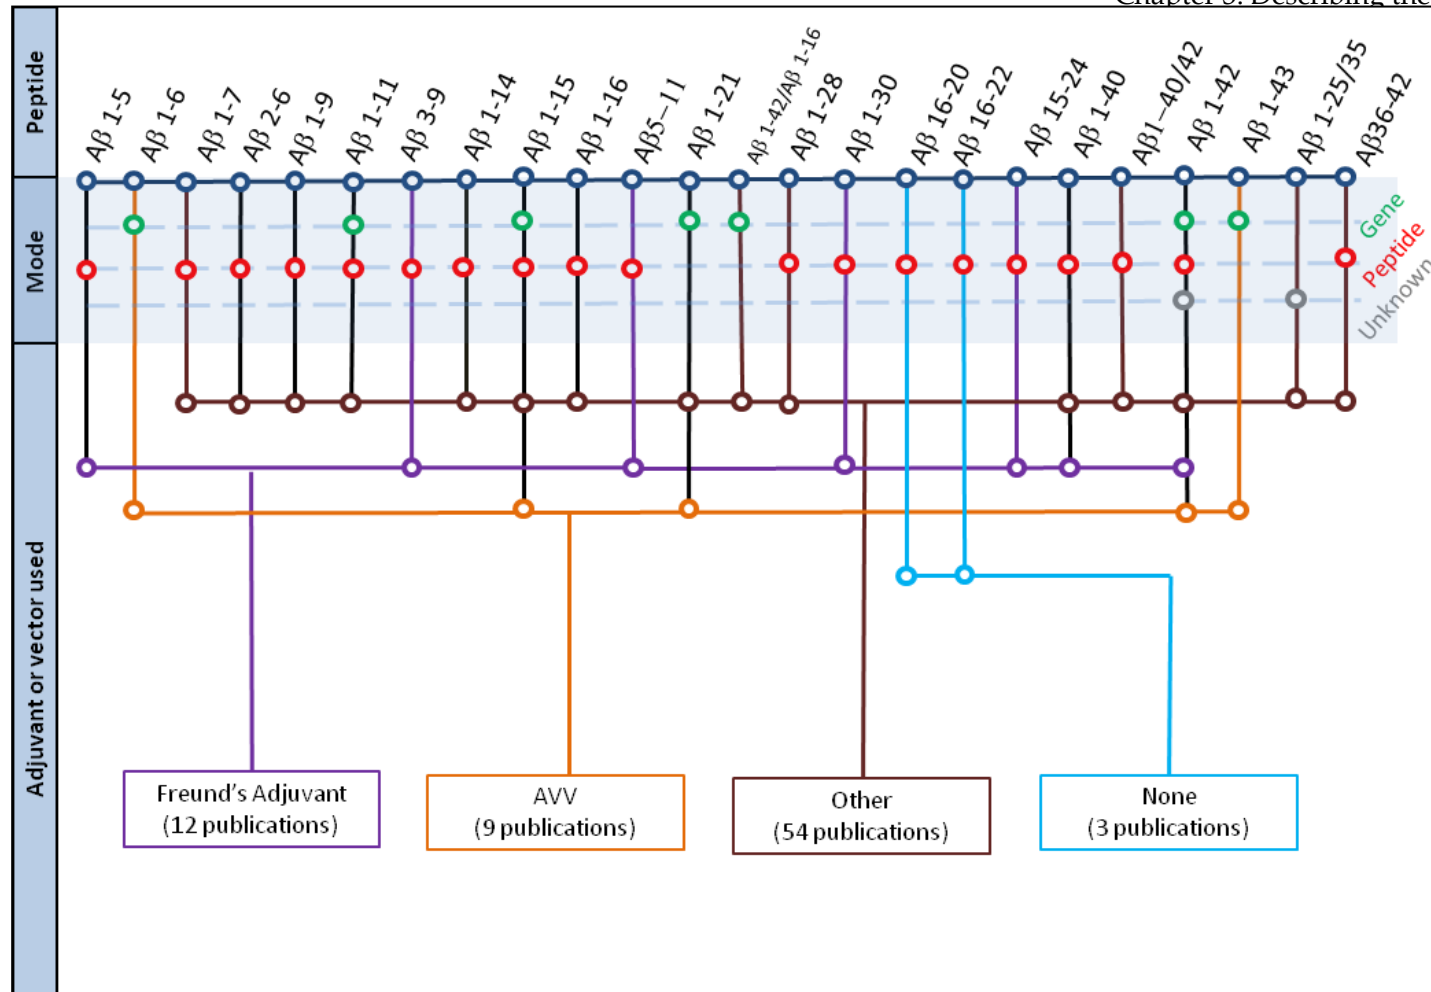 Chapter 3: Describing the
Peptide
Aβ 1-5
Aβ 1-6
Aβ 1-7
Aβ 2-6
Aβ 1-9
Aβ 1-11
Aβ 3-9
Aβ 1-14
Aβ 1-15
Aβ 1-16
Aβ5–11
Aβ 1-21
Aβ 1-42/Aβ 1-16
Aβ 1-28
Aβ 1-30
Aβ 16-20
Aβ 16-22
Aβ 15-24
Aβ 1-40
Aβ1–40/42
Aβ 1-42
Aβ 1-43
Aβ 1-25/35
Aβ36-42
Mode
Gene
Peptide
Unknown
Adjuvant or vector used
Freund's Adjuvant
(12 publications)
AVV
(9 publications)
Other
(54 publications)
None
(3 publications)